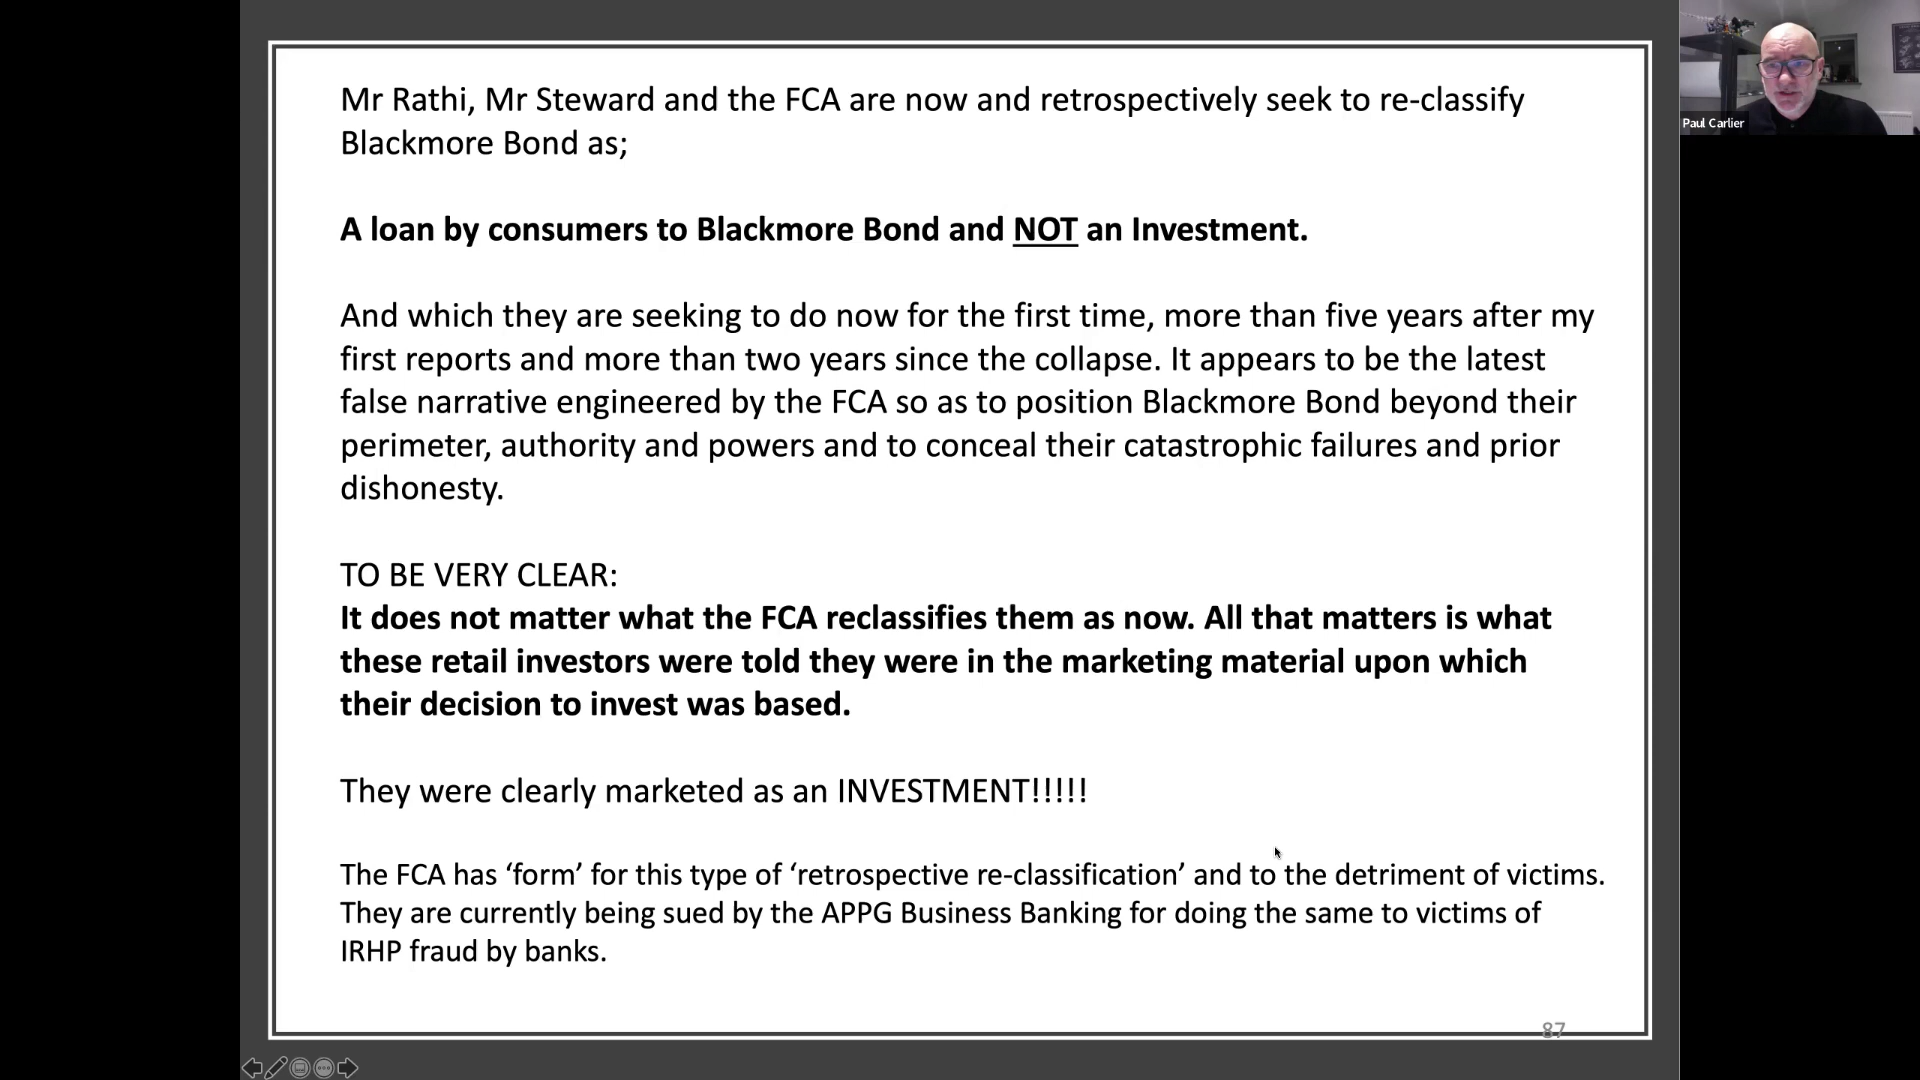 Mr Rathi, Mr Steward and the FCA are now and retrospectively seek to re-classify
Blackmore Bond as;
A loan by consumers to Blackmore Bond and NOT an Investment.
And which they are seeking to do now for the first time, more than five years after my
first reports and more than two years since the collapse. It appears to be the latest
false narrative engineered by the FCA so as to position Blackmore Bond beyond their
perimeter, authority and powers and to conceal their catastrophic failures and prior
dishonesty.
TO BE VERY CLEAR:
It does not matter what the FCA reclassifies them as now. All that matters is what
these retail investors were told they were in the marketing material upon which
their decision to invest was based.
They were clearly marketed as an INVESTMENT!!!!!
The FCA has ‘form’ for this type of ‘retrospective re-classification’ and to the detriment of victims.
They are currently being sued by the APPG Business Banking for doing the same to victims of
IRHP fraud by banks.
87
Paul Carlier